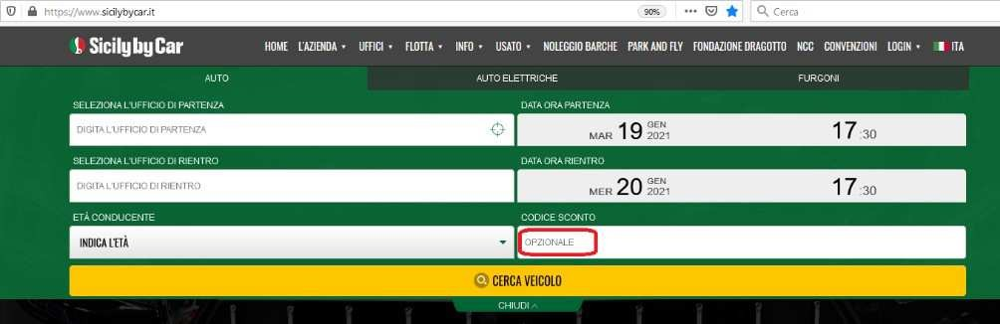 https://www.sicilybycar.it 90% Cerca
Sicily by Car HOME L'AZIENDA UFFICI FLOTTA INFO USATO NOLEGGIO BARCHE PARK AND FLY FONDAZIONE DRAGOTTO NCC CONVENZIONI LOGIN ITA
AUTO AUTO ELETTRICHE FURGONI
SELEZIONA L'UFFICIO DI PARTENZA DATA ORA PARTENZA
DIGITA L'UFFICIO DI PARTENZA MAR 19 GEN 2021 17:30
SELEZIONA L'UFFICIO DI RIENTRO DATA ORA RIENTRO
DIGITA L'UFFICIO DI RIENTRO MER 20 GEN 2021 17:30
ETÀ CONDUCENTE CODICE SCONTO
INDICA L'ETÀ OPZIONALE
CERCA VEICOLO
CHIUDI